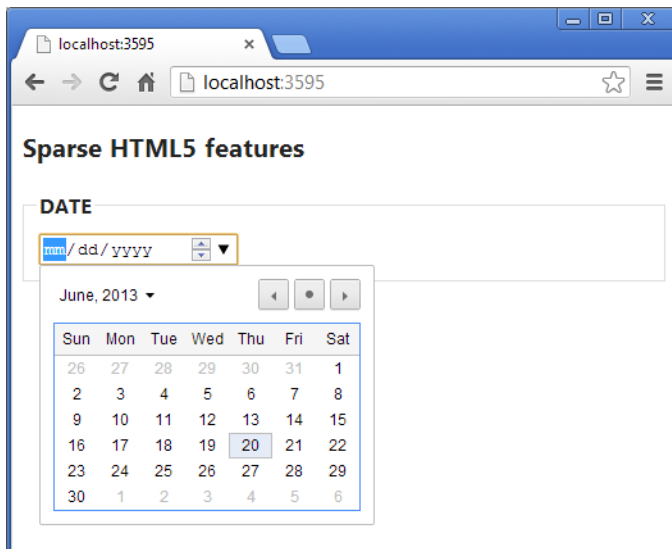 localhost:3595
localhost:3595
Sparse HTML5 features
DATE
mm/dd/yyyy
June, 2013
Sun Mon Tue Wed Thu Fri Sat
26 27 28 29 30 31 1
2 3 4 5 6 7 8
9 10 11 12 13 14 15
16 17 18 19 20 21 22
23 24 25 26 27 28 29
30 1 2 3 4 5 6